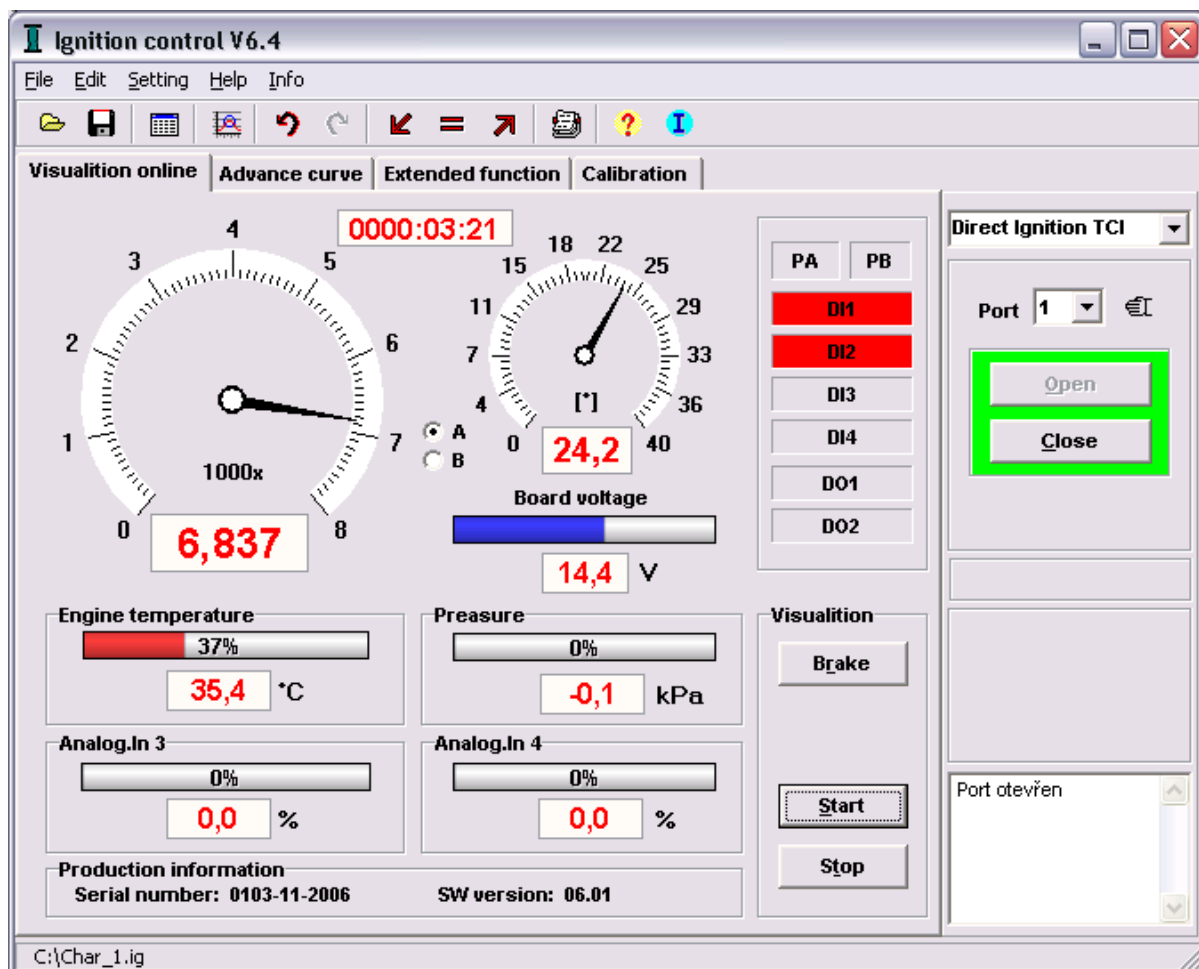 Ignition control V6.4
File Edit Setting Help Info
Visualition online Advance curve Extended function Calibration
0000:03:21
0 1 2 3 4 5 6 7 8
1000x
6,837
A
B
0 4 7 11 15 18 22 25 29 33 36 40
[°]
24,2
Board voltage
14,4 V
PA PB
DI1
DI2
DI3
DI4
DO1
DO2
Engine temperature
37%
35,4 °C
Preasure
0%
-0,1 kPa
Analog.In 3
0%
0,0 %
Analog.In 4
0%
0,0 %
Visualition
Brake
Start
Stop
Production information
Serial number: 0103-11-2006 SW version: 06.01
Direct Ignition TCI
Port 1
Open
Close
Port otevřen
C:\Char_1.ig